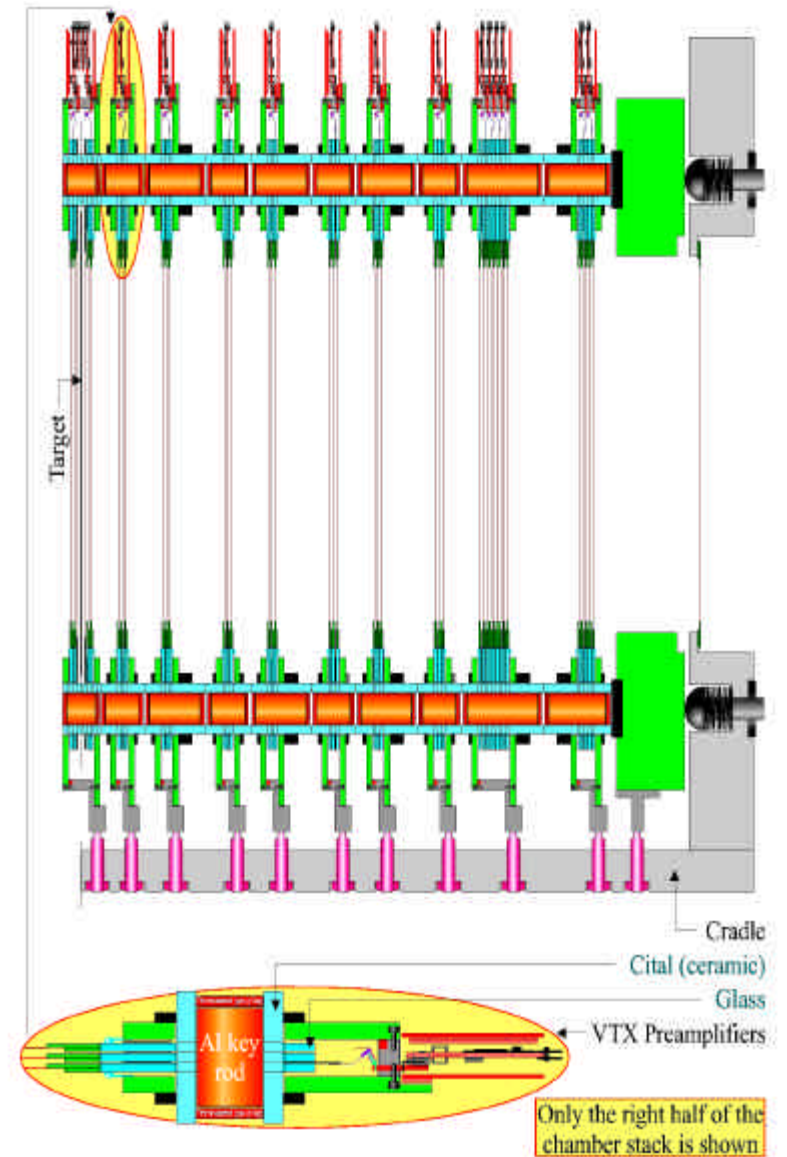 Target
Cradle
Cital (ceramic)
Glass
VTX Preamplifiers
Al key
rod
Only the right half of the
chamber stack is shown